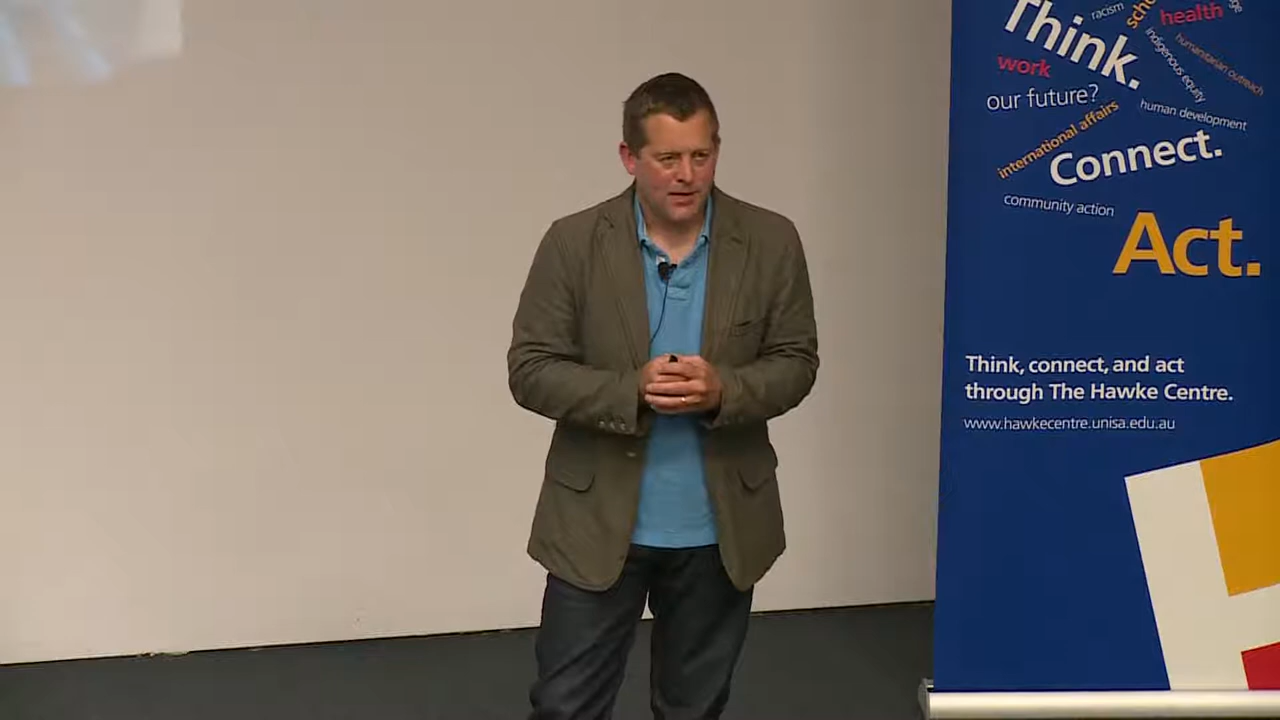 racism
health
Think.
work
indigenous equity
humanitarian outreach
our future?
human development
international affairs
Connect.
community action
Act.
Think, connect, and act
through The Hawke Centre.
www.hawkecentre.unisa.edu.au